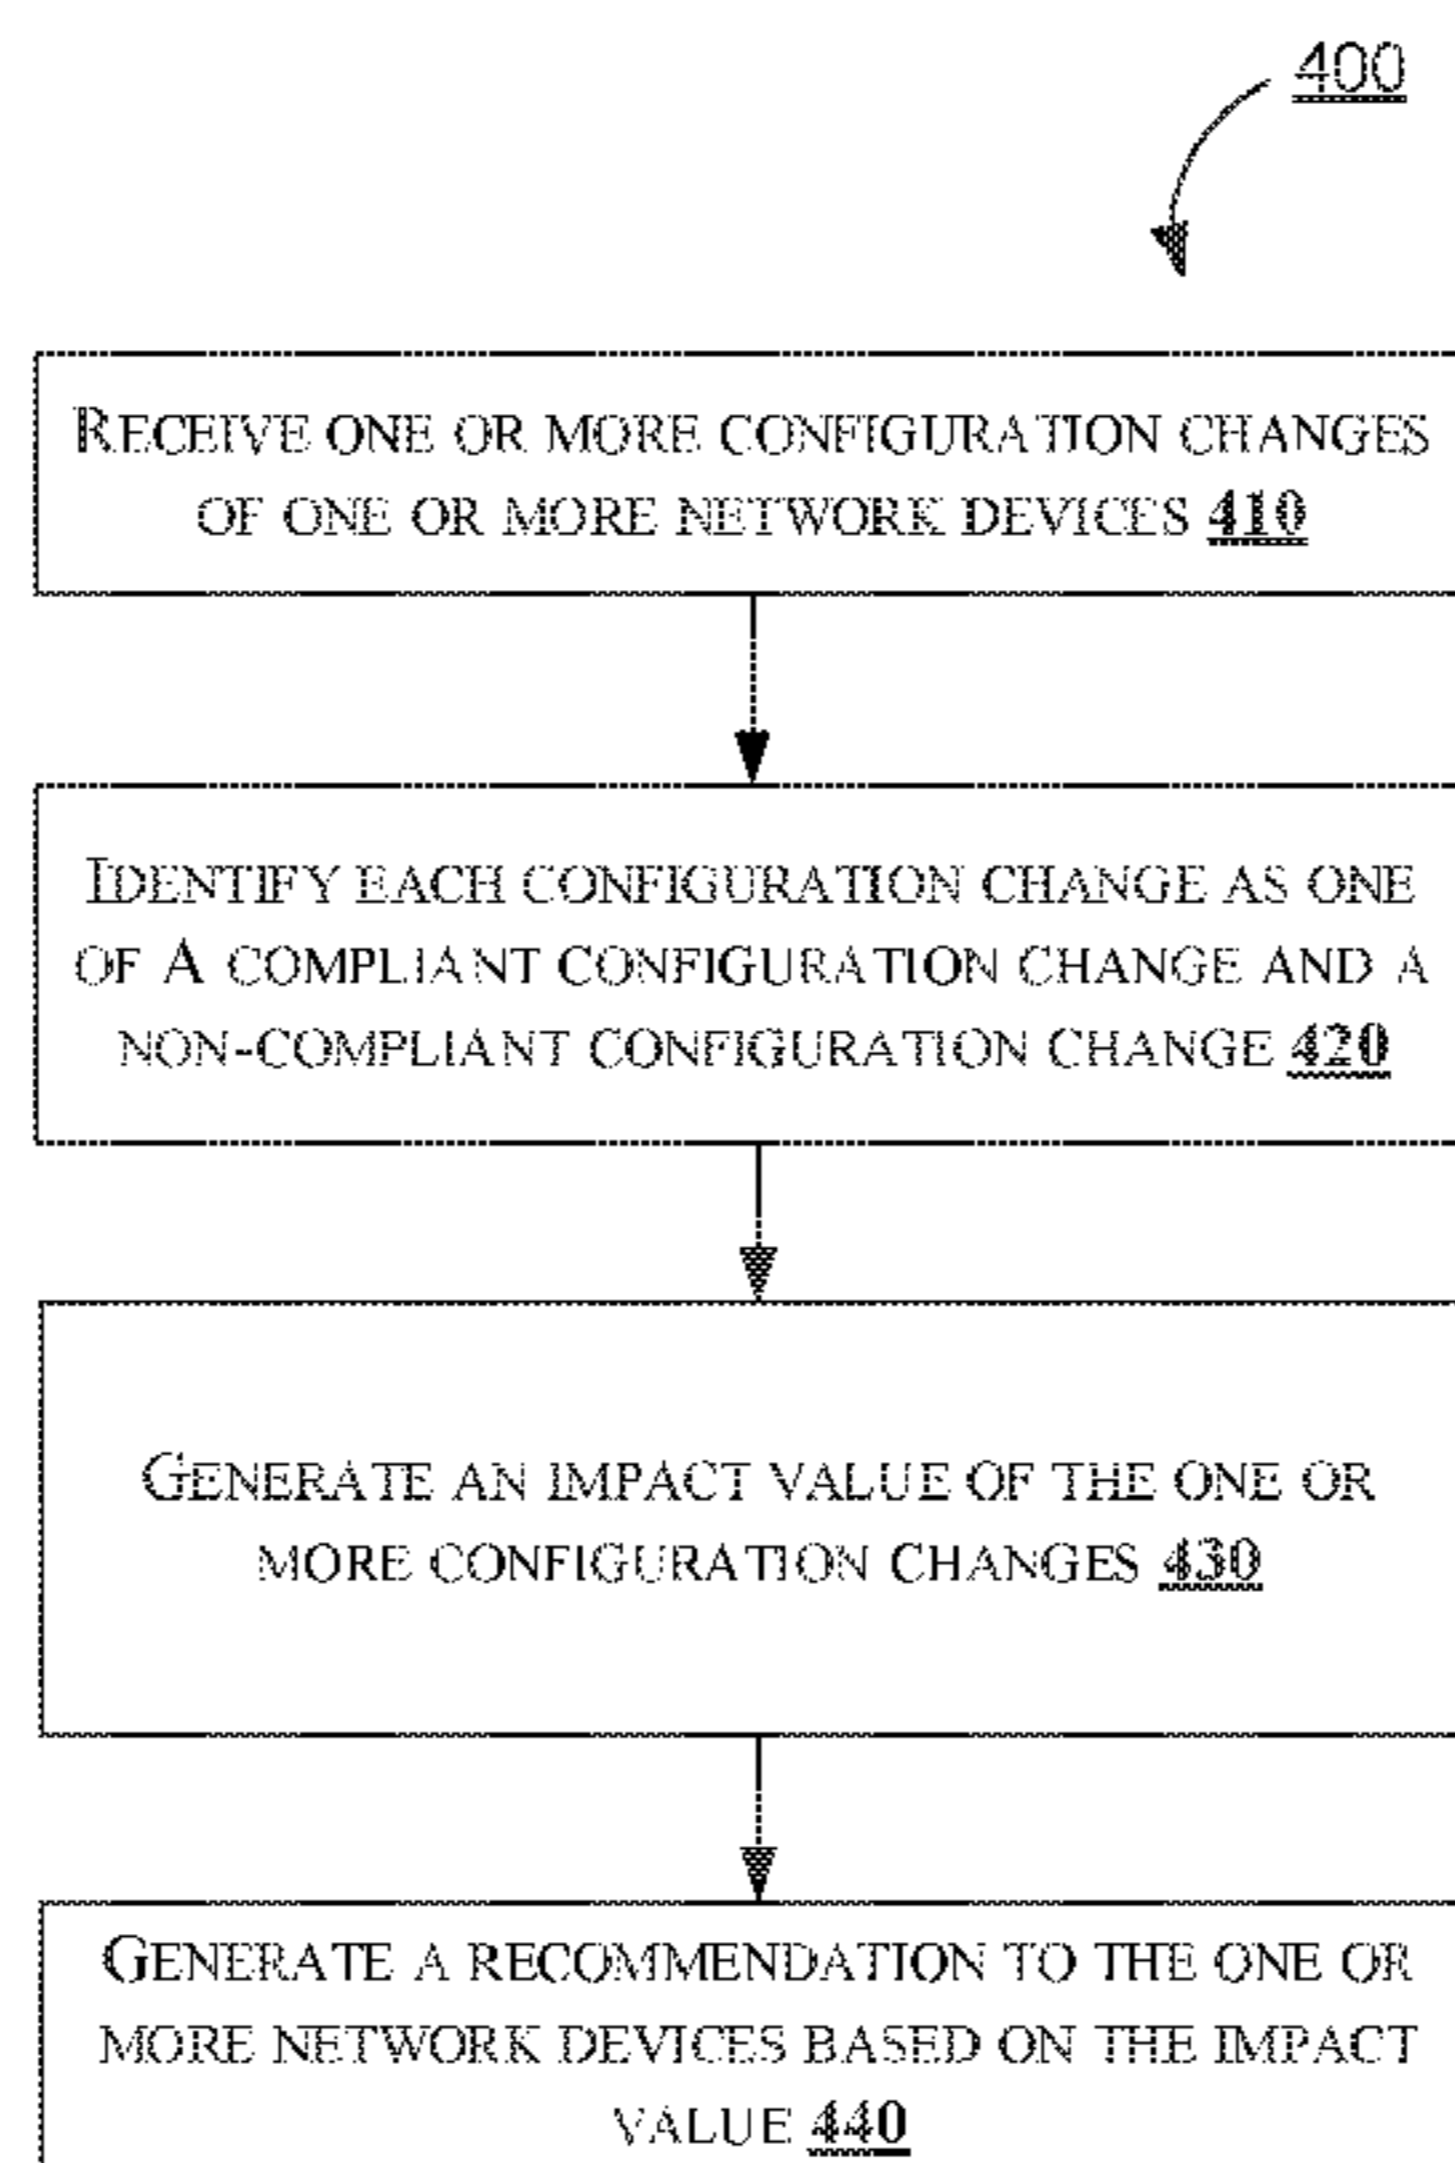 400
RECEIVE ONE OR MORE CONFIGURATION CHANGES
OF ONE OR MORE NETWORK DEVICES 410
IDENTIFY EACH CONFIGURATION CHANGE AS ONE
OF A COMPLIANT CONFIGURATION CHANGE AND A
NON-COMPLIANT CONFIGURATION CHANGE 420
GENERATE AN IMPACT VALUE OF THE ONE OR
MORE CONFIGURATION CHANGES 430
GENERATE A RECOMMENDATION TO THE ONE OR
MORE NETWORK DEVICES BASED ON THE IMPACT
VALUE 440